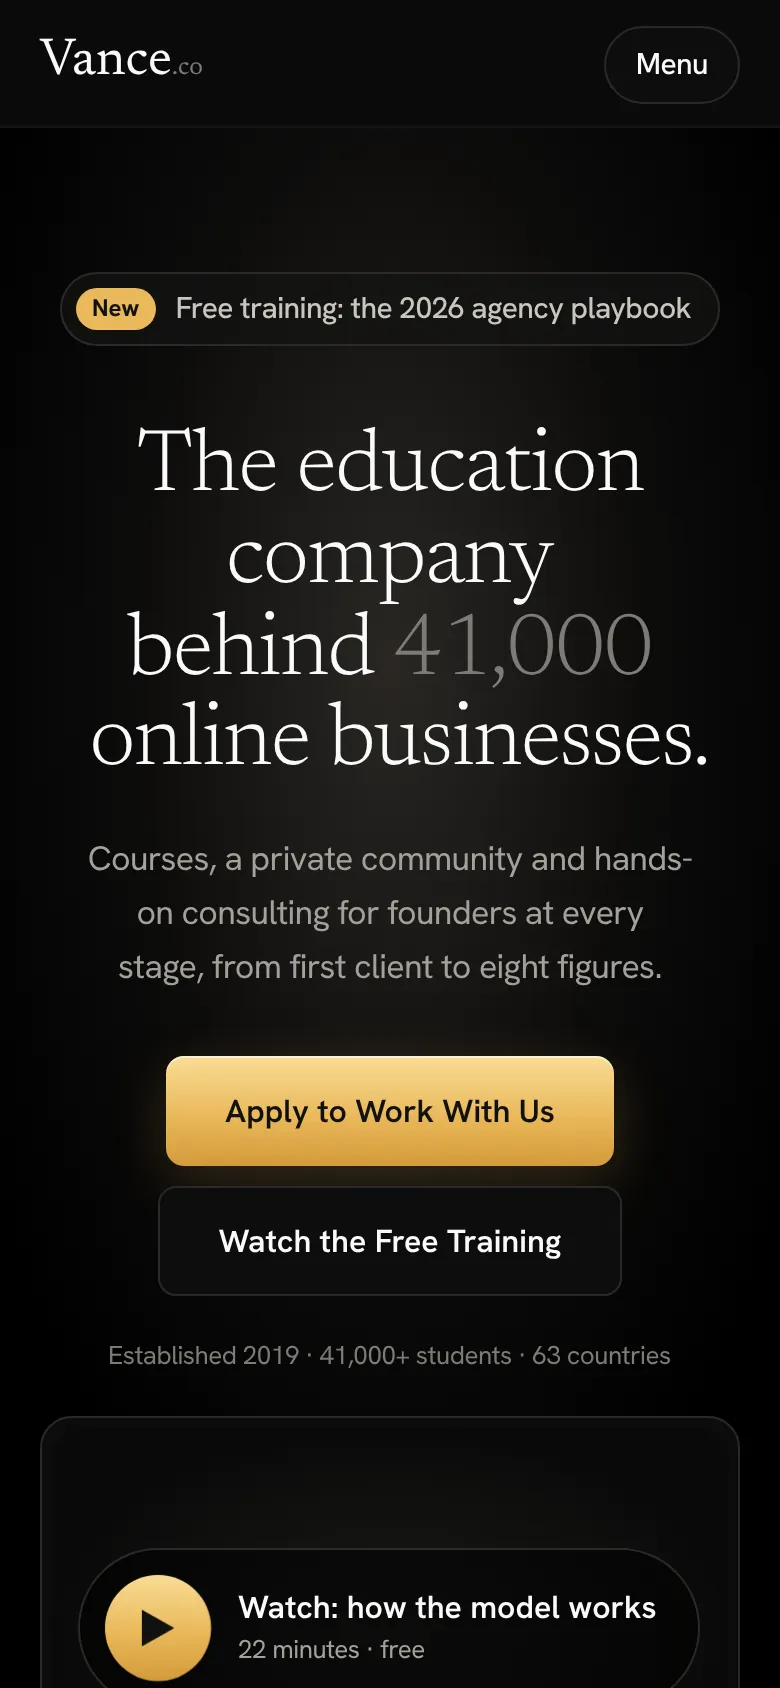 Vance.co
Menu
New Free training: the 2026 agency playbook
The education
company
behind 41,000
online businesses.
Courses, a private community and hands-
on consulting for founders at every
stage, from first client to eight figures.
Apply to Work With Us
Watch the Free Training
Established 2019 · 41,000+ students · 63 countries
Watch: how the model works
22 minutes · free